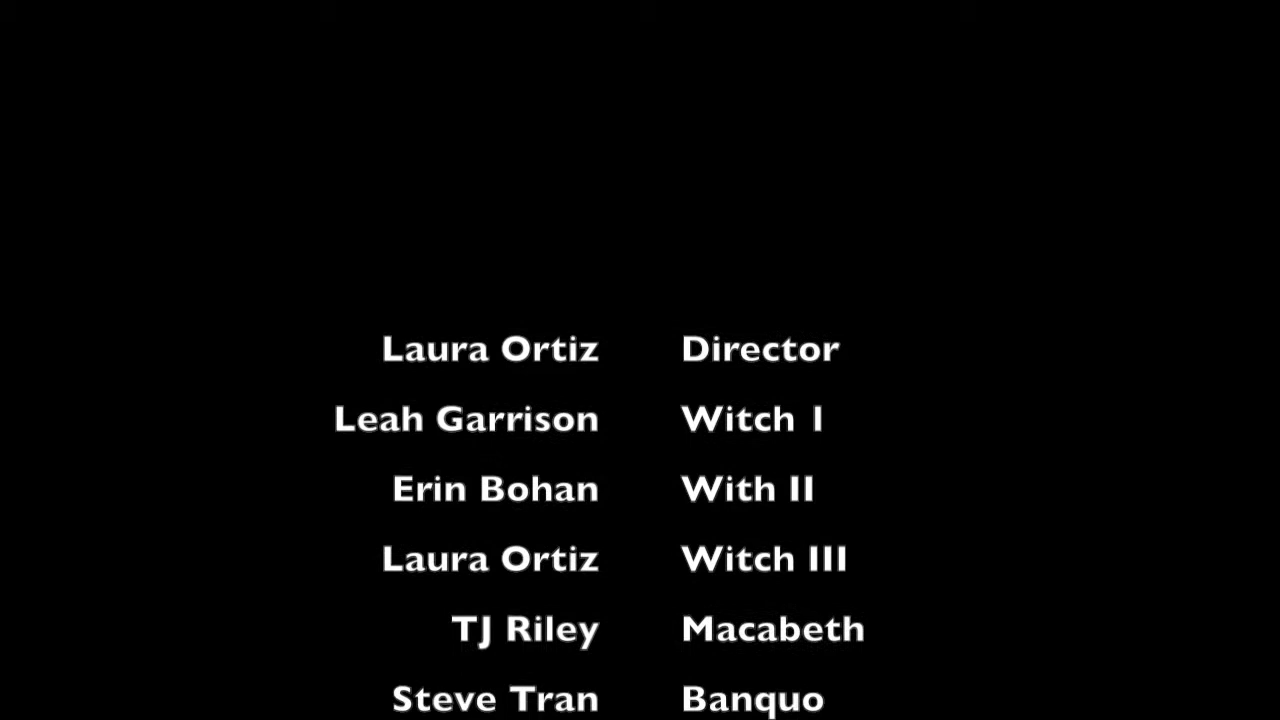 Laura Ortiz Director
Leah Garrison Witch I
Erin Bohan With II
Laura Ortiz Witch III
TJ Riley Macabeth
Steve Tran Banquo